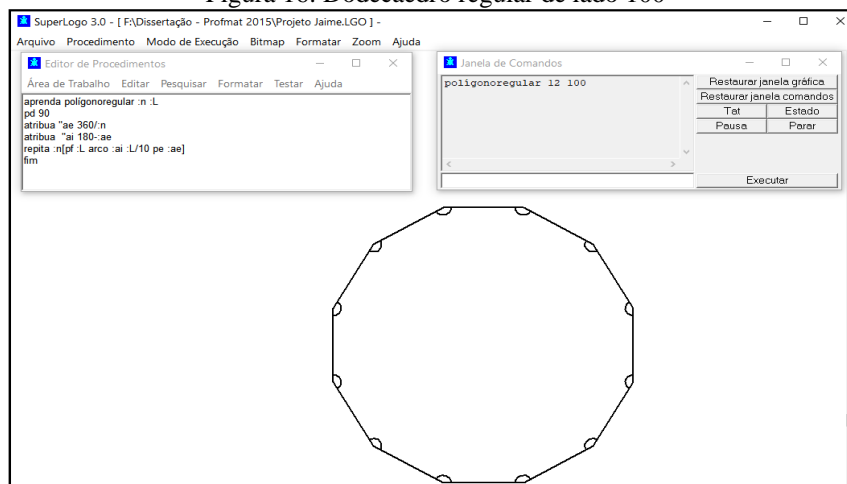 Figura 18: Dodecaedro regular de lado 100
SuperLogo 3.0 - [ F:\Dissertação - Profmat 2015\Projeto Jaime.LGO ] -
Arquivo Procedimento Modo de Execução Bitmap Formatar Zoom Ajuda
Editor de Procedimentos
Área de Trabalho Editar Pesquisar Formatar Testar Ajuda
aprenda polígonoregular :n :L
pd 90
atribua "ae 360/:n
atribua "ai 180-:ae
repita :n[pf :L arco :ai :L/10 pe :ae]
fim
Janela de Comandos
polígonoregular 12 100
Restaurar janela gráfica
Restaurar janela comandos
Tat Estado
Pausa Parar
Executar